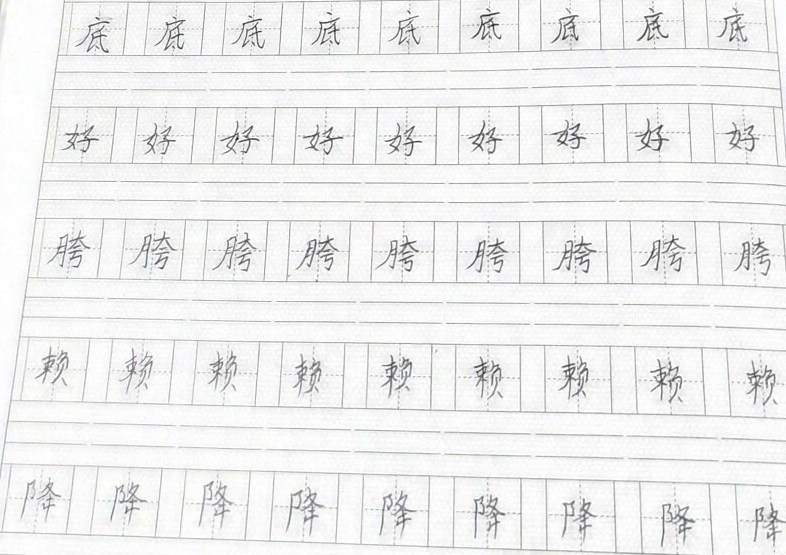 底 底 底 底 底 底 底 底 底
好 好 好 好 好 好 好 好 好
胯 胯 胯 胯 胯 胯 胯 胯 胯
赖 赖 赖 赖 赖 赖 赖 赖 赖
降 降 降 降 降 降 降 降 降